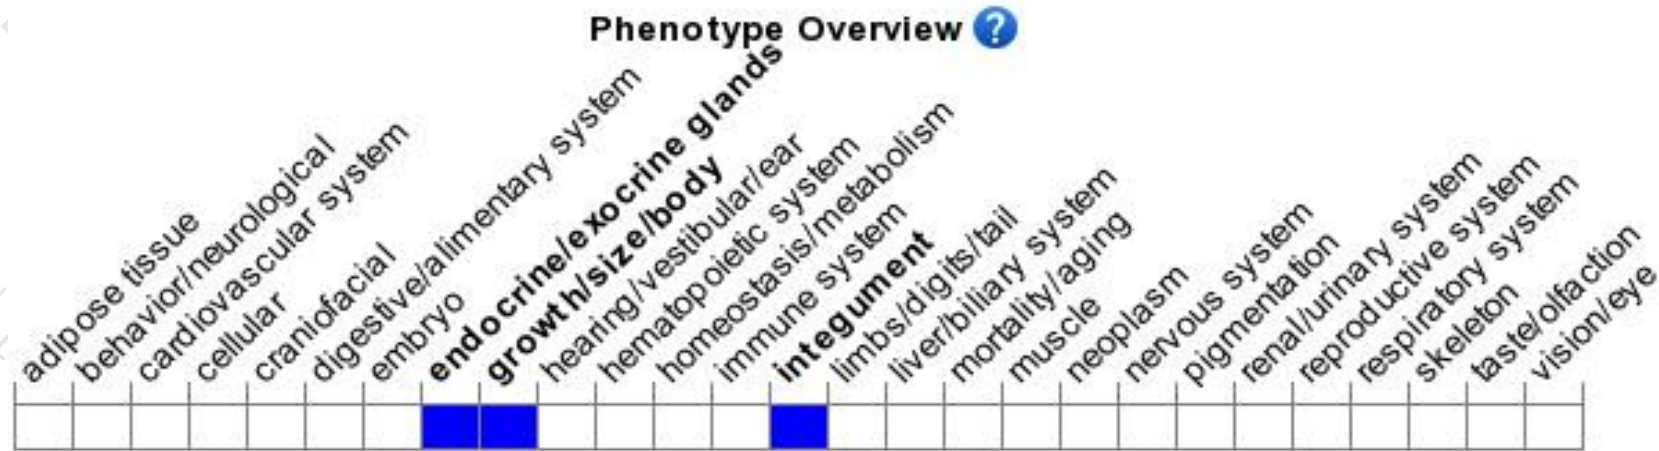 Phenotype Overview ?
adipose tissue
behavior/neurological
cardiovascular system
cellular
craniofacial
digestive/alimentary system
embryo
endocrine/exocrine glands
growth/size/body
hearing/vestibular/ear
hematopoietic system
homeostasis/metabolism
immune system
integument
limbs/digits/tail
liver/biliary system
mortality/aging
muscle
neoplasm
nervous system
pigmentation
renal/urinary system
reproductive system
respiratory system
skeleton
taste/olfaction
vision/eye